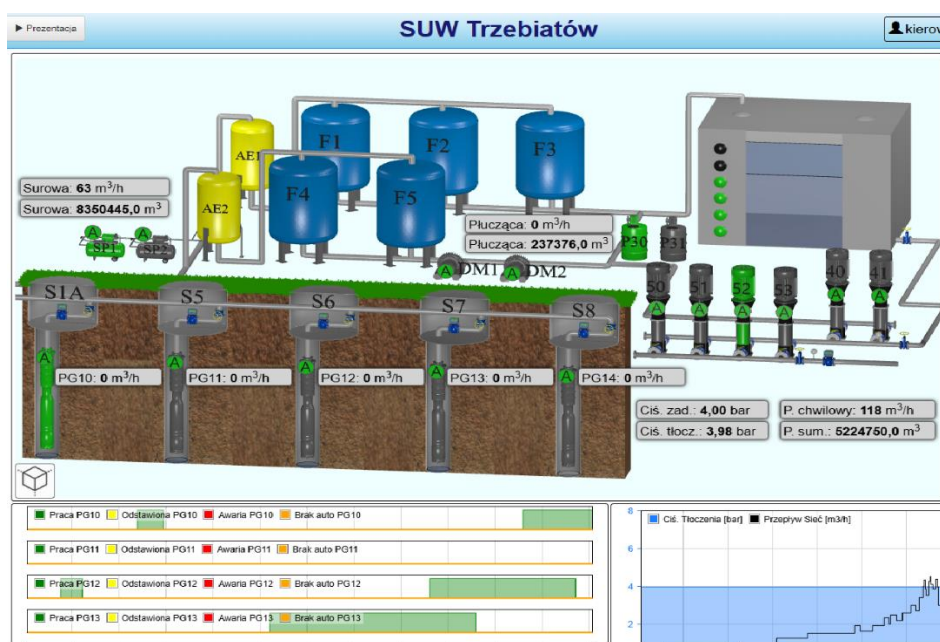 Prezentacja
SUW Trzebiatów
kierow
F1
F2
F3
AE1
F4
F5
AE2
Surowa: 63 m³/h
Surowa: 8350445,0 m³
Płucząca: 0 m³/h
Płucząca: 237376,0 m³
P30
P31
A
A
SP1
SP2
A DM1
A DM2
50
51
52
53
40
41
A
A
A
A
A
A
S1A
S5
S6
S7
S8
A
A
A
A
A
PG10: 0 m³/h
PG11: 0 m³/h
PG12: 0 m³/h
PG13: 0 m³/h
PG14: 0 m³/h
Ciś. zad.: 4,00 bar
P. chwilowy: 118 m³/h
Ciś. tłocz.: 3,98 bar
P. sum.: 5224750,0 m³
Praca PG10 Odstawiona PG10 Awaria PG10 Brak auto PG10
Praca PG11 Odstawiona PG11 Awaria PG11 Brak auto PG11
Praca PG12 Odstawiona PG12 Awaria PG12 Brak auto PG12
Praca PG13 Odstawiona PG13 Awaria PG13 Brak auto PG13
Ciś. Tłoczenia [bar] Przepływ Sieć [m3/h]
8
6
4
2